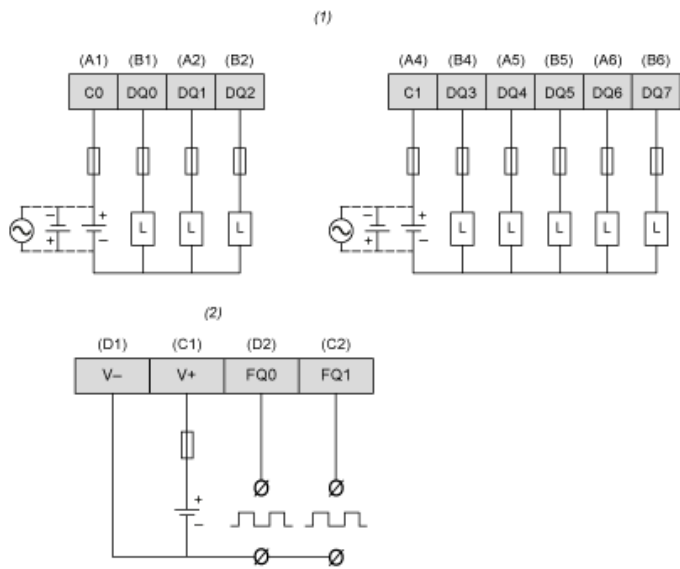 (1)
(A1) (B1) (A2) (B2)
C0 DQ0 DQ1 DQ2
L L L
− + + −
(A4) (B4) (A5) (B5) (A6) (B6)
C1 DQ3 DQ4 DQ5 DQ6 DQ7
L L L L L
− + + −
(2)
(D1) (C1) (D2) (C2)
V− V+ FQ0 FQ1
+
−